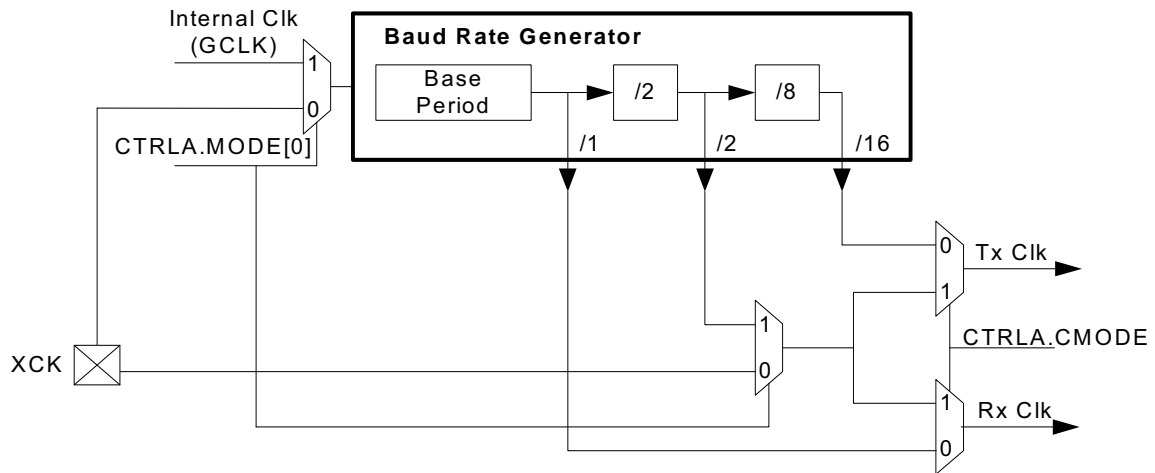 Internal Clk
(GCLK)
Baud Rate Generator
1
Base
Period
/2
/8
0
CTRLA.MODE[0]
/1
/2
/16
0
Tx Clk
1
1
CTRLA.CMODE
XCK
0
1
Rx Clk
0